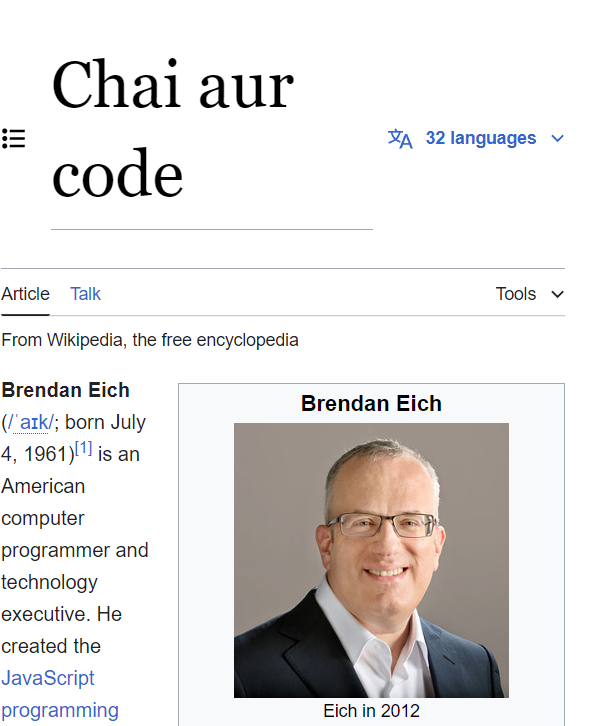 Chai aur
code
32 languages
Article Talk Tools
From Wikipedia, the free encyclopedia
Brendan Eich
(/ˈaɪk/; born July
4, 1961)[1] is an
American
computer
programmer and
technology
executive. He
created the
JavaScript
programming
Brendan Eich
Eich in 2012